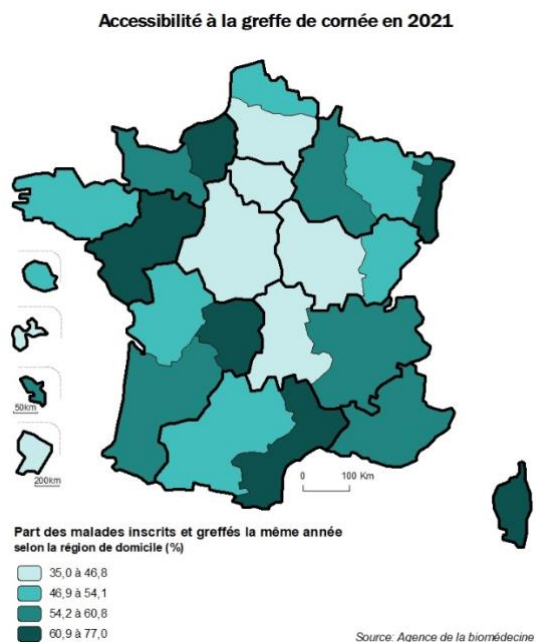 Accessibilité à la greffe de cornée en 2021
50km
200km
0 100 Km
Part des malades inscrits et greffés la même année
selon la région de domicile (%)
35,0 à 46,8
46,9 à 54,1
54,2 à 60,8
60,9 à 77,0
Source: Agence de la biomédecine